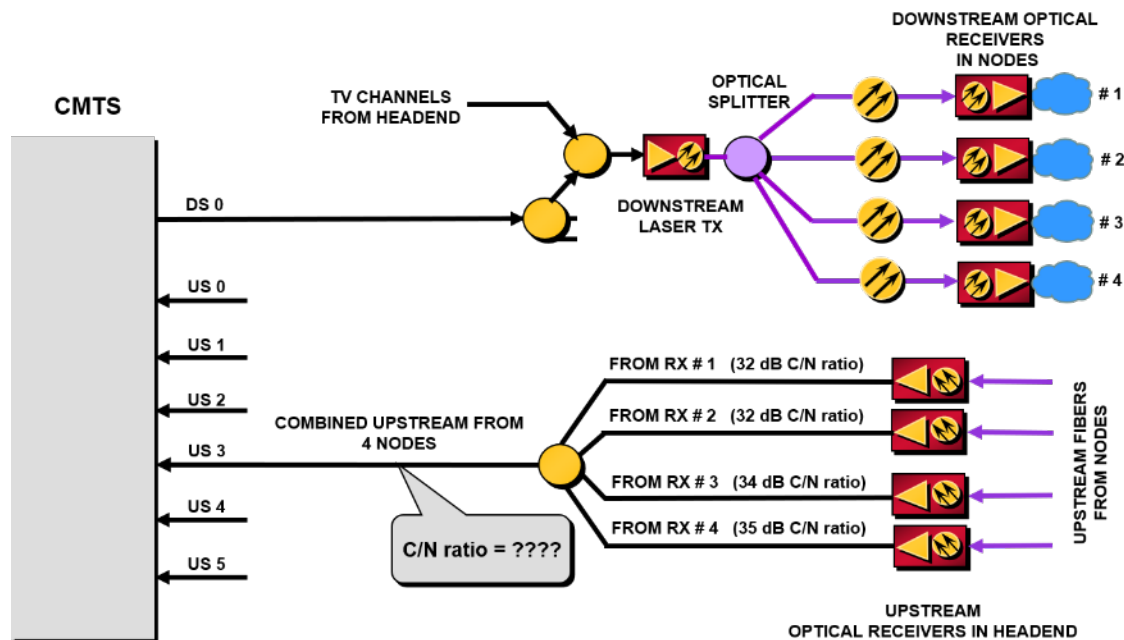 DOWNSTREAM OPTICAL
RECEIVERS
IN NODES
OPTICAL
SPLITTER
TV CHANNELS
FROM HEADEND
CMTS
# 1
# 2
# 3
# 4
DOWNSTREAM
LASER TX
DS 0
US 0
US 1
US 2
US 3
US 4
US 5
COMBINED UPSTREAM FROM
4 NODES
C/N ratio = ????
FROM RX # 1 (32 dB C/N ratio)
FROM RX # 2 (32 dB C/N ratio)
FROM RX # 3 (34 dB C/N ratio)
FROM RX # 4 (35 dB C/N ratio)
UPSTREAM FIBERS
FROM NODES
UPSTREAM
OPTICAL RECEIVERS IN HEADEND